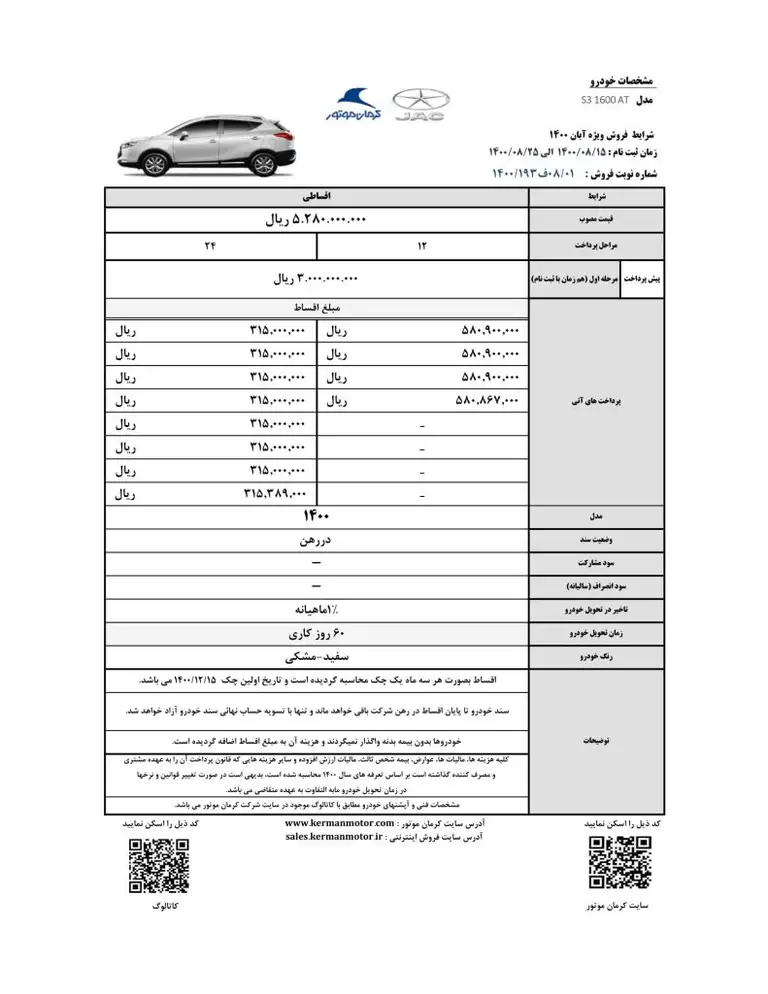 مشخصات خودرو
مدل S3 1600 AT
کرمان‌موتور
JAC
شرایط فروش ویژه آبان ۱۴۰۰
زمان ثبت نام : ۱۴۰۰/۰۸/۱۵ الی ۱۴۰۰/۰۸/۲۵
شماره نوبت فروش : ۰۸/۰۱ف۱۴۰۰/۱۹۳
شرایط اقساطی
قیمت مصوب ۵.۲۸۰.۰۰۰.۰۰۰ ریال
مراحل پرداخت ۱۲ ۲۴
پیش پرداخت مرحله اول (هم زمان با ثبت نام) ۳.۰۰۰.۰۰۰.۰۰۰ ریال
پرداخت های آتی
مبلغ اقساط
۵۸۰,۹۰۰,۰۰۰ ریال ۳۱۵,۰۰۰,۰۰۰ ریال
۵۸۰,۹۰۰,۰۰۰ ریال ۳۱۵,۰۰۰,۰۰۰ ریال
۵۸۰,۹۰۰,۰۰۰ ریال ۳۱۵,۰۰۰,۰۰۰ ریال
۵۸۰,۸۶۷,۰۰۰ ریال ۳۱۵,۰۰۰,۰۰۰ ریال
- ۳۱۵,۰۰۰,۰۰۰ ریال
- ۳۱۵,۰۰۰,۰۰۰ ریال
- ۳۱۵,۰۰۰,۰۰۰ ریال
- ۳۱۵,۳۸۹,۰۰۰ ریال
مدل ۱۴۰۰
وضعیت سند دررهن
سود مشارکت —
سود انصراف (سالیانه) —
تاخیر در تحویل خودرو ۱٪ماهیانه
زمان تحویل خودرو ۶۰ روز کاری
رنگ خودرو سفید-مشکی
توضیحات
اقساط بصورت هر سه ماه یک چک محاسبه گردیده است و تاریخ اولین چک ۱۴۰۰/۱۲/۱۵ می باشد.
سند خودرو تا پایان اقساط در رهن شرکت باقی خواهد ماند و تنها با تسویه حساب نهائی سند خودرو آزاد خواهد شد.
خودروها بدون بیمه بدنه واگذار نمیگردند و هزینه آن به مبلغ اقساط اضافه گردیده است.
کلیه هزینه ها، مالیات ها، عوارض، بیمه شخص ثالث، مالیات ارزش افزوده و سایر هزینه هایی که قانون پرداخت آن را به عهده مشتری
و مصرف کننده گذاشته است بر اساس تعرفه های سال ۱۴۰۰ محاسبه شده است، بدیهی است در صورت تغییر قوانین و نرخها
در زمان تحویل خودرو مابه التفاوت به عهده متقاضی می باشد.
مشخصات فنی و آپشنهای خودرو مطابق با کاتالوگ موجود در سایت شرکت کرمان موتور می باشد.
کد ذیل را اسکن نمایید
آدرس سایت کرمان موتور : www.kermanmotor.com
کد ذیل را اسکن نمایید
آدرس سایت فروش اینترنتی : sales.kermanmotor.ir
سایت کرمان موتور
کاتالوگ